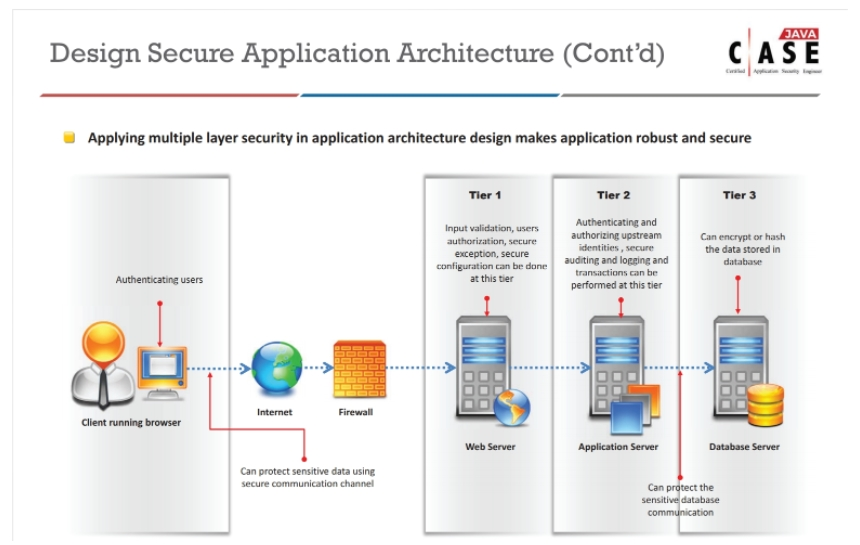 Design Secure Application Architecture (Cont'd)
JAVA
CASE
Certified Application Security Engineer
Applying multiple layer security in application architecture design makes application robust and secure
Tier 1
Input validation, users
authorization, secure
exception, secure
configuration can be done
at this tier
Tier 2
Authenticating and
authorizing upstream
identities , secure
auditing and logging and
transactions can be
performed at this tier
Tier 3
Can encrypt or hash
the data stored in
database
Authenticating users
Client running browser
Internet
Firewall
Web Server
Application Server
Database Server
Can protect sensitive data using
secure communication channel
Can protect the
sensitive database
communication